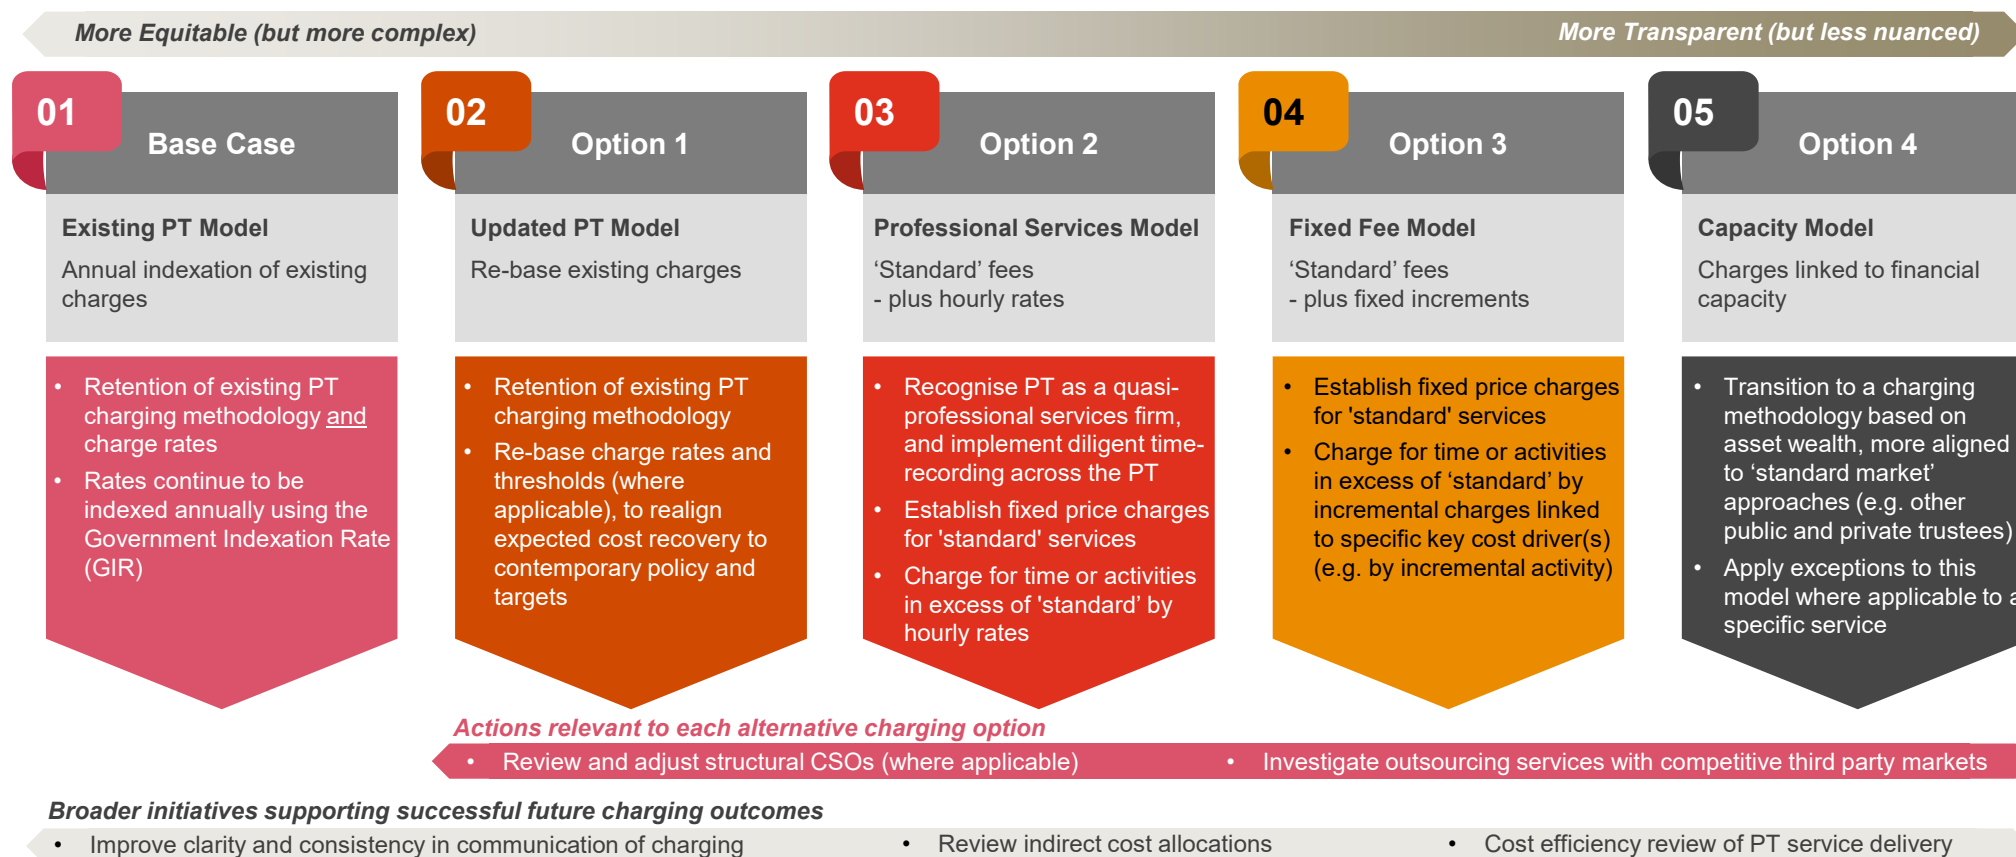 More Equitable (but more complex)
More Transparent (but less nuanced)
01
Base Case
Existing PT Model
Annual indexation of existing
charges
• Retention of existing PT
charging methodology and
charge rates
• Rates continue to be
indexed annually using the
Government Indexation Rate
(GIR)
02
Option 1
Updated PT Model
Re-base existing charges
• Retention of existing PT
charging methodology
• Re-base charge rates and
thresholds (where
applicable), to realign
expected cost recovery to
contemporary policy and
targets
03
Option 2
Professional Services Model
‘Standard’ fees
- plus hourly rates
• Recognise PT as a quasi-
professional services firm,
and implement diligent time-
recording across the PT
• Establish fixed price charges
for 'standard' services
• Charge for time or activities
in excess of 'standard’ by
hourly rates
04
Option 3
Fixed Fee Model
‘Standard’ fees
- plus fixed increments
• Establish fixed price charges
for 'standard' services
• Charge for time or activities
in excess of ‘standard’ by
incremental charges linked
to specific key cost driver(s)
(e.g. by incremental activity)
05
Option 4
Capacity Model
Charges linked to financial
capacity
• Transition to a charging
methodology based on
asset wealth, more aligned
to ‘standard market’
approaches (e.g. other
public and private trustees)
• Apply exceptions to this
model where applicable to a
specific service
Actions relevant to each alternative charging option
• Review and adjust structural CSOs (where applicable)
• Investigate outsourcing services with competitive third party markets
Broader initiatives supporting successful future charging outcomes
• Improve clarity and consistency in communication of charging
• Review indirect cost allocations
• Cost efficiency review of PT service delivery